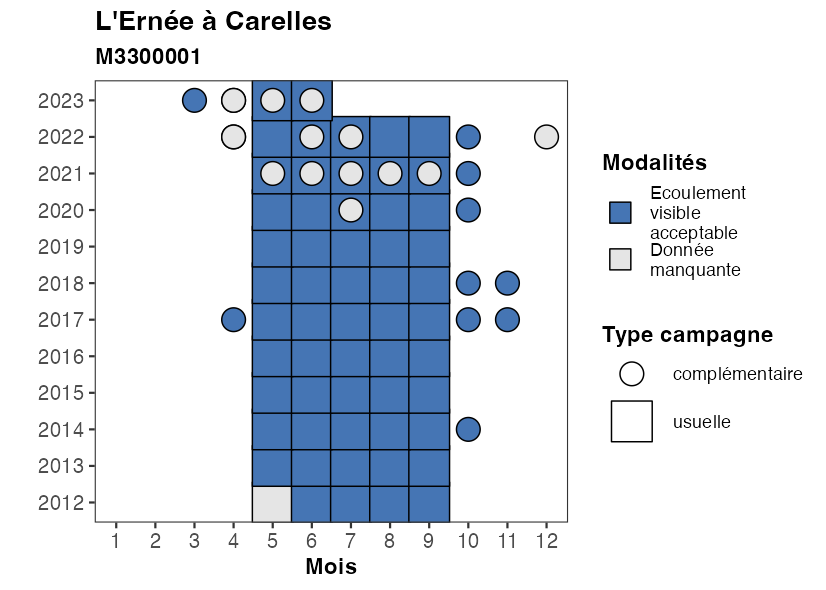 L'Ernée à Carelles
M3300001
2023
2022
2021
2020
2019
2018
2017
2016
2015
2014
2013
2012
1 2 3 4 5 6 7 8 9 10 11 12
Mois
Modalités
Ecoulement
visible
acceptable
Donnée
manquante
Type campagne
complémentaire
usuelle